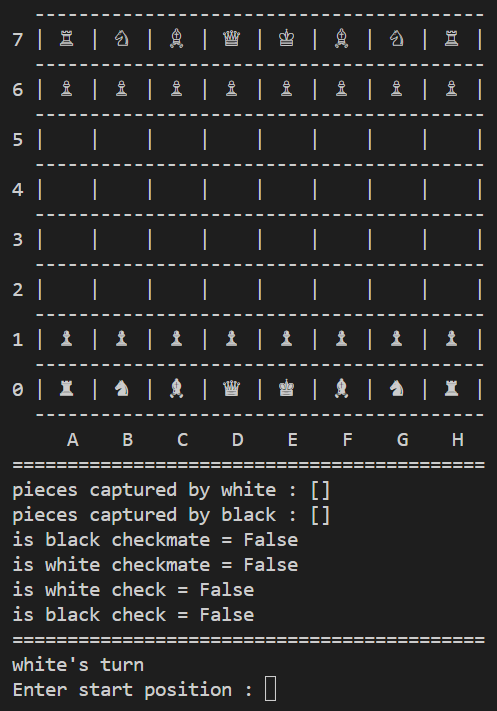 -----------------------------------------
7 | ♖ | ♘ | ♗ | ♕ | ♔ | ♗ | ♘ | ♖ |
  -----------------------------------------
6 | ♙ | ♙ | ♙ | ♙ | ♙ | ♙ | ♙ | ♙ |
  -----------------------------------------
5 |    |    |    |    |    |    |    |    |
  -----------------------------------------
4 |    |    |    |    |    |    |    |    |
  -----------------------------------------
3 |    |    |    |    |    |    |    |    |
  -----------------------------------------
2 |    |    |    |    |    |    |    |    |
  -----------------------------------------
1 | ♟ | ♟ | ♟ | ♟ | ♟ | ♟ | ♟ | ♟ |
  -----------------------------------------
0 | ♜ | ♞ | ♝ | ♛ | ♚ | ♝ | ♞ | ♜ |
  -----------------------------------------
     A    B    C    D    E    F    G    H
===========================================
pieces captured by white : []
pieces captured by black : []
is black checkmate = False
is white checkmate = False
is white check = False
is black check = False
===========================================
white's turn
Enter start position :